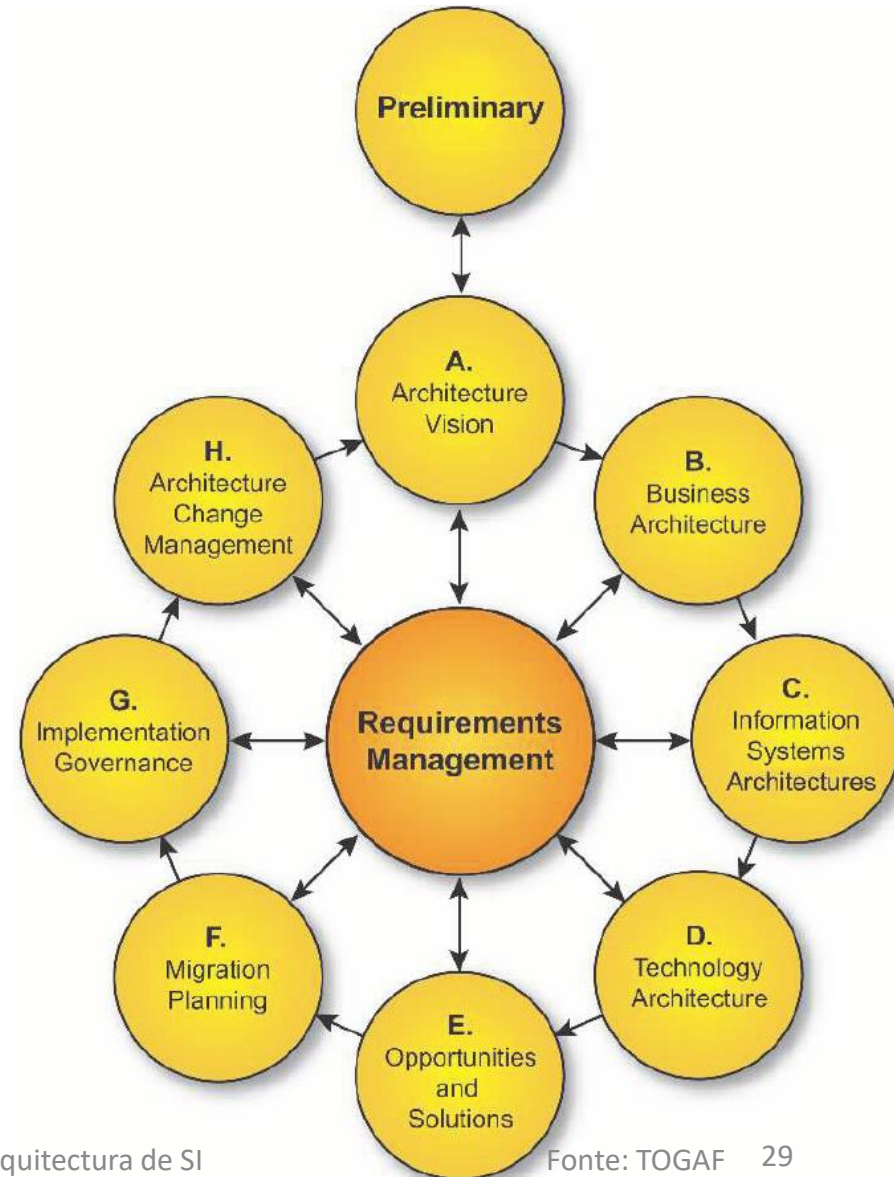 Preliminary
A.
Architecture
Vision
B.
Business
Architecture
C.
Information
Systems
Architectures
D.
Technology
Architecture
E.
Opportunities
and
Solutions
F.
Migration
Planning
G.
Implementation
Governance
H.
Architecture
Change
Management
Requirements
Management
quitectura de SI
Fonte: TOGAF 29